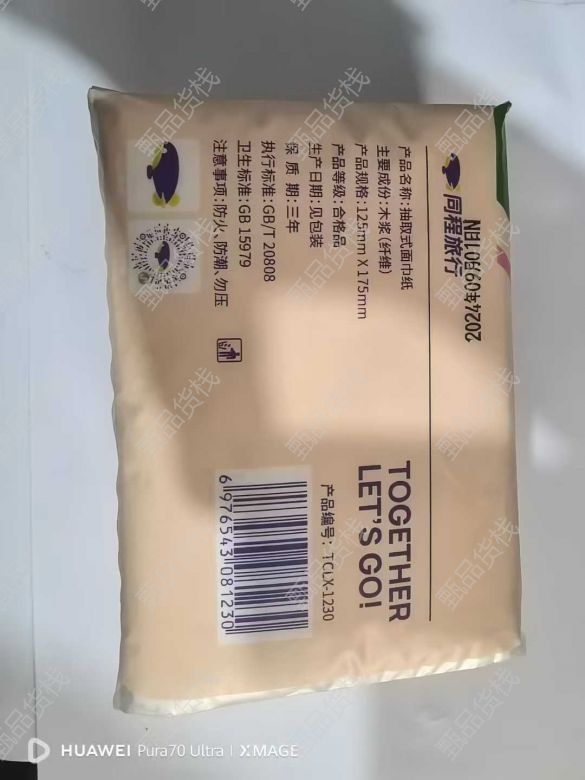 同程旅行
2024年09月01日N
产品名称:抽取式面巾纸
主要成份:木浆(纤维)
产品规格:125mm X 175mm
产品等级:合格品
生产日期:见包装
保 质 期:三年
执行标准:GB/T 20808
卫生标准:GB 15979
注意事项:防火、防潮、勿压
TOGETHER
LET'S GO!
产品编号: TCLX-1230
6 976543 081230
HUAWEI Pura70 Ultra | XMAGE
甄品货栈